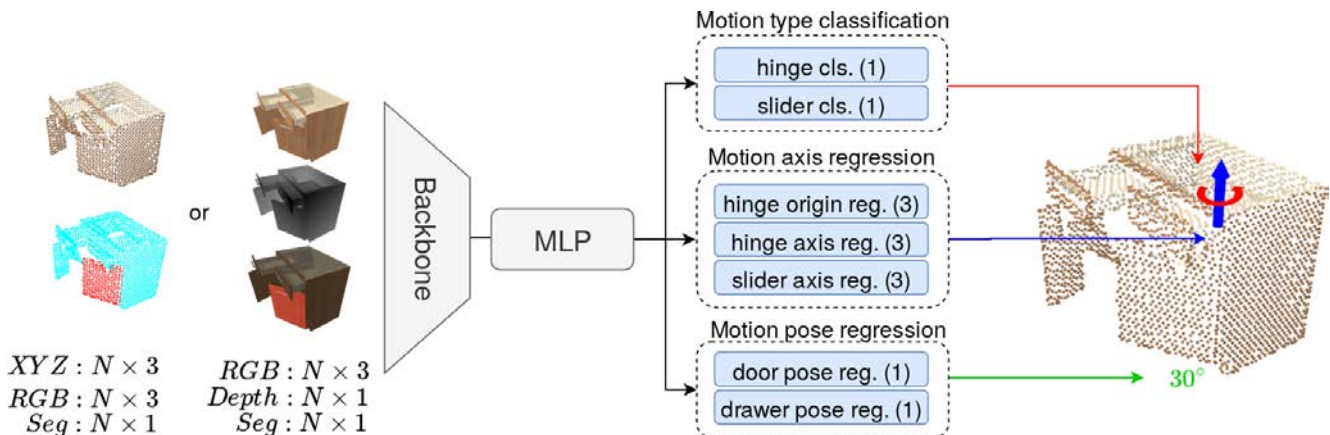 Motion type classification
hinge cls. (1)
slider cls. (1)
or
Backbone
MLP
Motion axis regression
hinge origin reg. (3)
hinge axis reg. (3)
slider axis reg. (3)
Motion pose regression
door pose reg. (1)
drawer pose reg. (1)
30°
XYZ : N × 3
RGB : N × 3
Seg : N × 1
RGB : N × 3
Depth : N × 1
Seg : N × 1